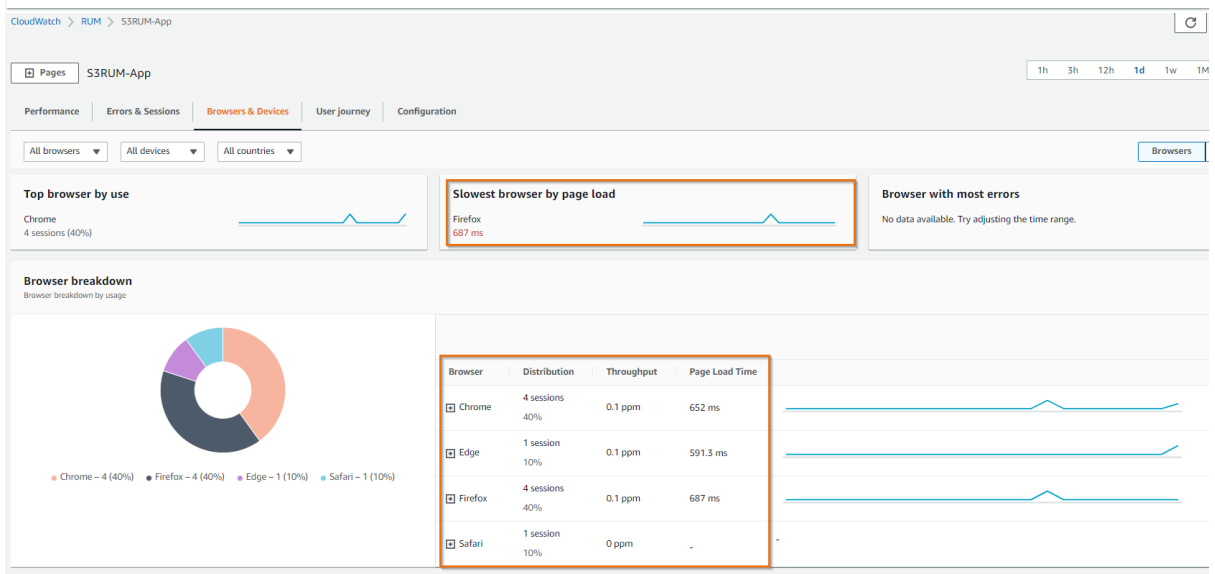 CloudWatch > RUM > S3RUM-App
Pages S3RUM-App 1h 3h 12h 1d 1w 1M
Performance Errors & Sessions Browsers & Devices User journey Configuration
All browsers All devices All countries Browsers
Top browser by use
Chrome
4 sessions (40%)
Slowest browser by page load
Firefox
687 ms
Browser with most errors
No data available. Try adjusting the time range.
Browser breakdown
Browser breakdown by usage
Chrome – 4 (40%) Firefox – 4 (40%) Edge – 1 (10%) Safari – 1 (10%)
Browser Distribution Throughput Page Load Time
Chrome 4 sessions 40% 0.1 ppm 652 ms
Edge 1 session 10% 0.1 ppm 591.3 ms
Firefox 4 sessions 40% 0.1 ppm 687 ms
Safari 1 session 10% 0 ppm - -